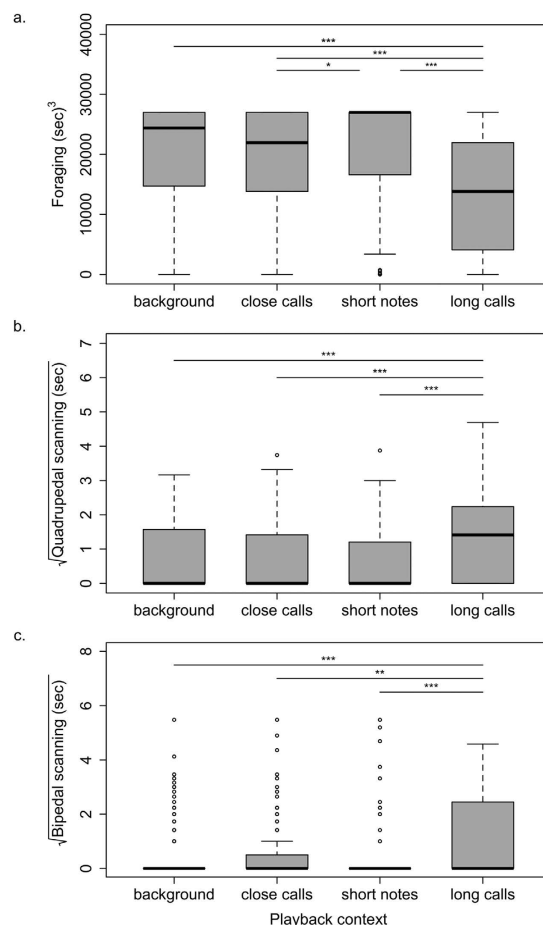 a.
Foraging (sec)³
40000
30000
20000
10000
0
***
***
* ***
background close calls short notes long calls
b.
√Quadrupedal scanning (sec)
7
6
5
4
3
2
1
0
***
***
***
background close calls short notes long calls
c.
√Bipedal scanning (sec)
8
6
4
2
0
***
**
***
background close calls short notes long calls
Playback context